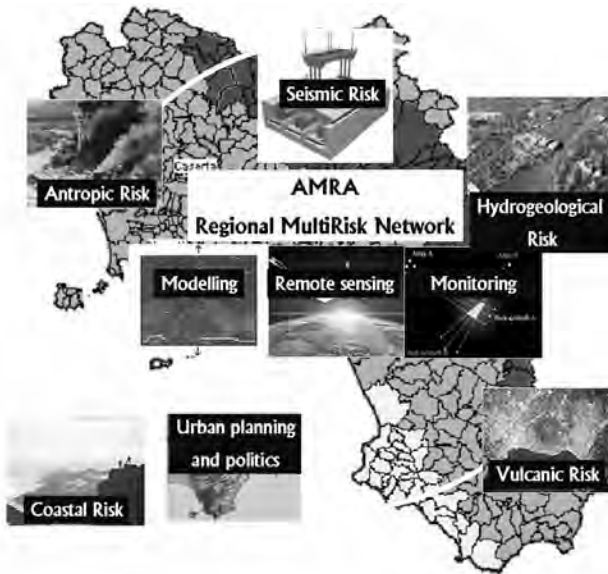 Seismic Risk
Antropic Risk
Caserta
AMRA
Regional MultiRisk Network
Hydrogeological
Risk
Modelling
Remote sensing
Monitoring
Urban planning
and politics
Coastal Risk
Vulcanic Risk